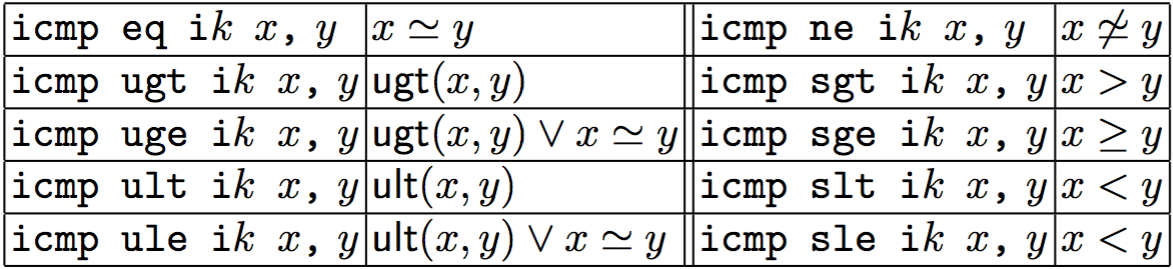 icmp eq ik x, y x ≃ y icmp ne ik x, y x ≄ y
icmp ugt ik x, y ugt(x, y) icmp sgt ik x, y x > y
icmp uge ik x, y ugt(x, y) ∨ x ≃ y icmp sge ik x, y x ≥ y
icmp ult ik x, y ult(x, y) icmp slt ik x, y x < y
icmp ule ik x, y ult(x, y) ∨ x ≃ y icmp sle ik x, y x < y